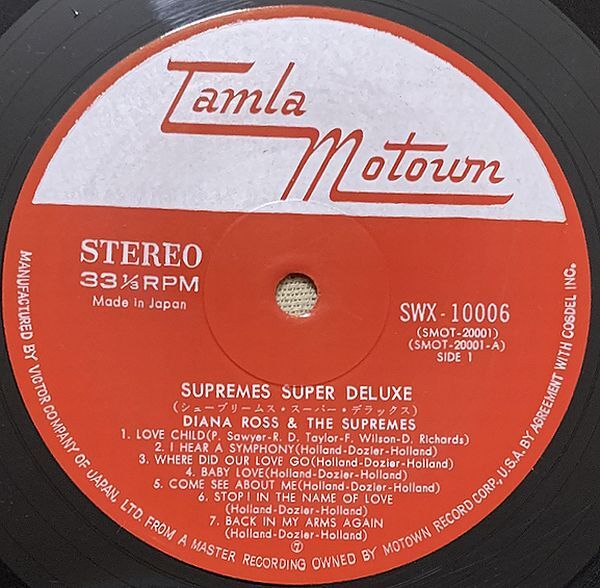 Tamla
Motown
STEREO
33⅓RPM
Made in Japan
SWX-10006
(SMOT-20001)
(SMOT-20001-A)
SIDE 1
SUPREMES SUPER DELUXE
(シュープリームス・スーパー・デラックス)
DIANA ROSS & THE SUPREMES
1. LOVE CHILD(P. Sawyer-R. D. Taylor-F. Wilson-D. Richards)
2. I HEAR A SYMPHONY(Holland-Dozier-Holland)
3. WHERE DID OUR LOVE GO(Holland-Dozier-Holland)
4. BABY LOVE(Holland-Dozier-Holland)
5. COME SEE ABOUT ME(Holland-Dozier-Holland)
6. STOP! IN THE NAME OF LOVE
(Holland-Dozier-Holland)
7. BACK IN MY ARMS AGAIN
(Holland-Dozier-Holland)
MANUFACTURED BY VICTOR COMPANY OF JAPAN, LTD. FROM A MASTER RECORDING OWNED BY MOTOWN RECORD CORP., U.S.A. BY AGREEMENT WITH COSDEL INC.